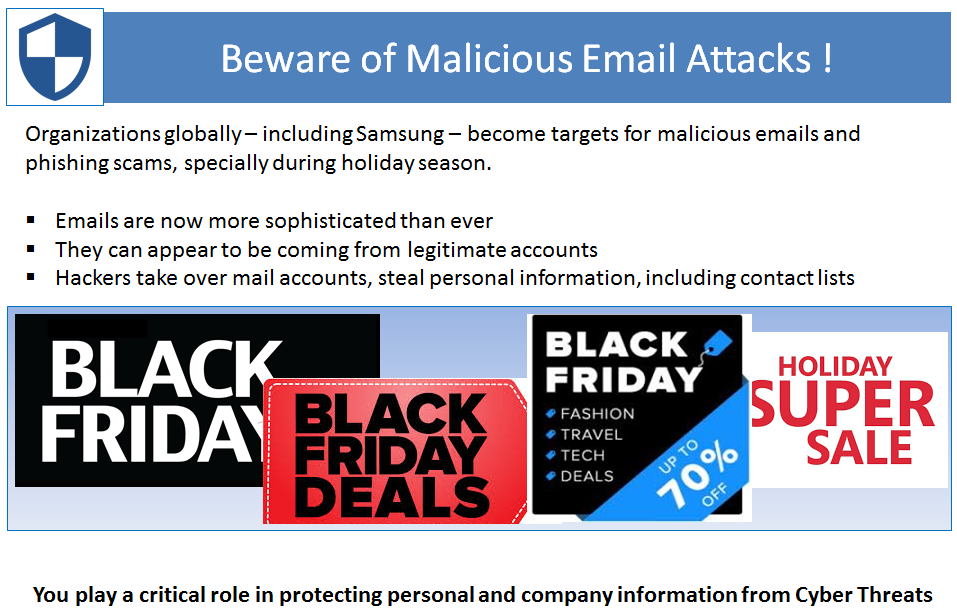 Beware of Malicious Email Attacks !
Organizations globally – including Samsung – become targets for malicious emails and
phishing scams, specially during holiday season.
▪ Emails are now more sophisticated than ever
▪ They can appear to be coming from legitimate accounts
▪ Hackers take over mail accounts, steal personal information, including contact lists
BLACK
FRIDAY
BLACK
FRIDAY
DEALS
BLACK
FRIDAY
FASHION
TRAVEL
TECH
DEALS
UP TO
70%
OFF
HOLIDAY
SUPER
SALE
You play a critical role in protecting personal and company information from Cyber Threats